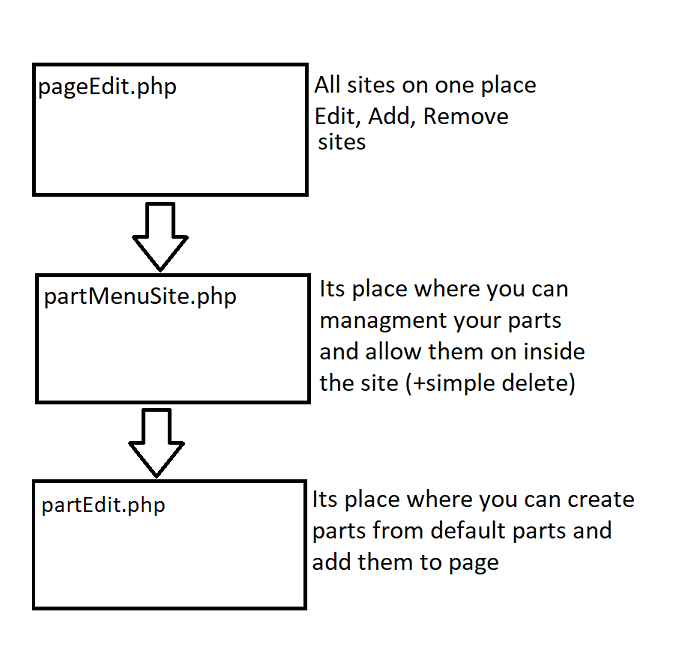 pageEdit.php
All sites on one place
Edit, Add, Remove
sites
partMenuSite.php
Its place where you can
managment your parts
and allow them on inside
the site (+simple delete)
partEdit.php
Its place where you can create
parts from default parts and
add them to page